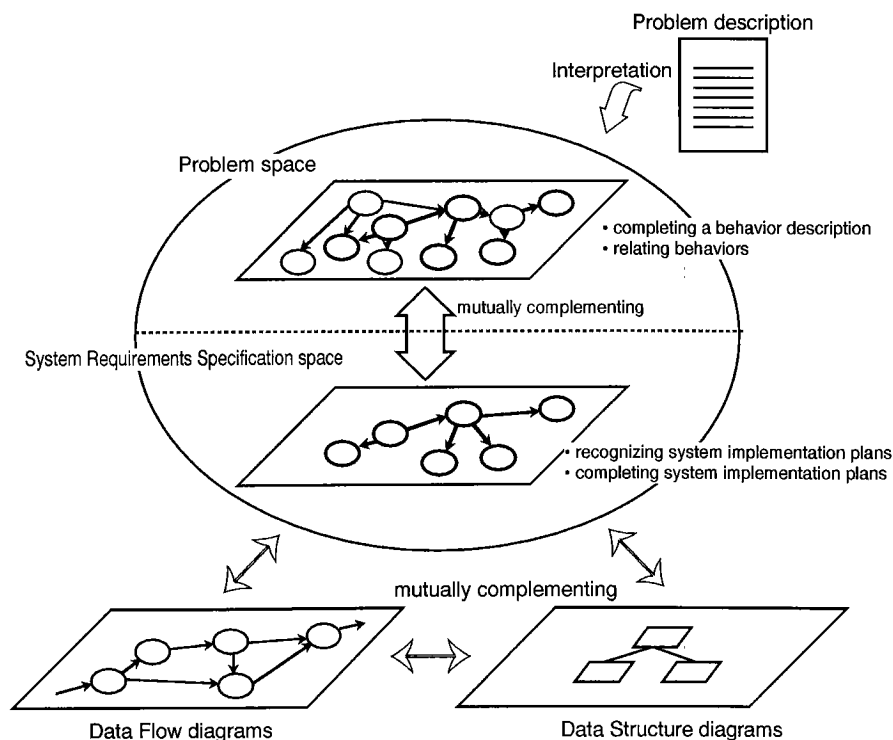 Problem description
Interpretation
Problem space
• completing a behavior description
• relating behaviors
mutually complementing
System Requirements Specification space
• recognizing system implementation plans
• completing system implementation plans
mutually complementing
Data Flow diagrams
Data Structure diagrams